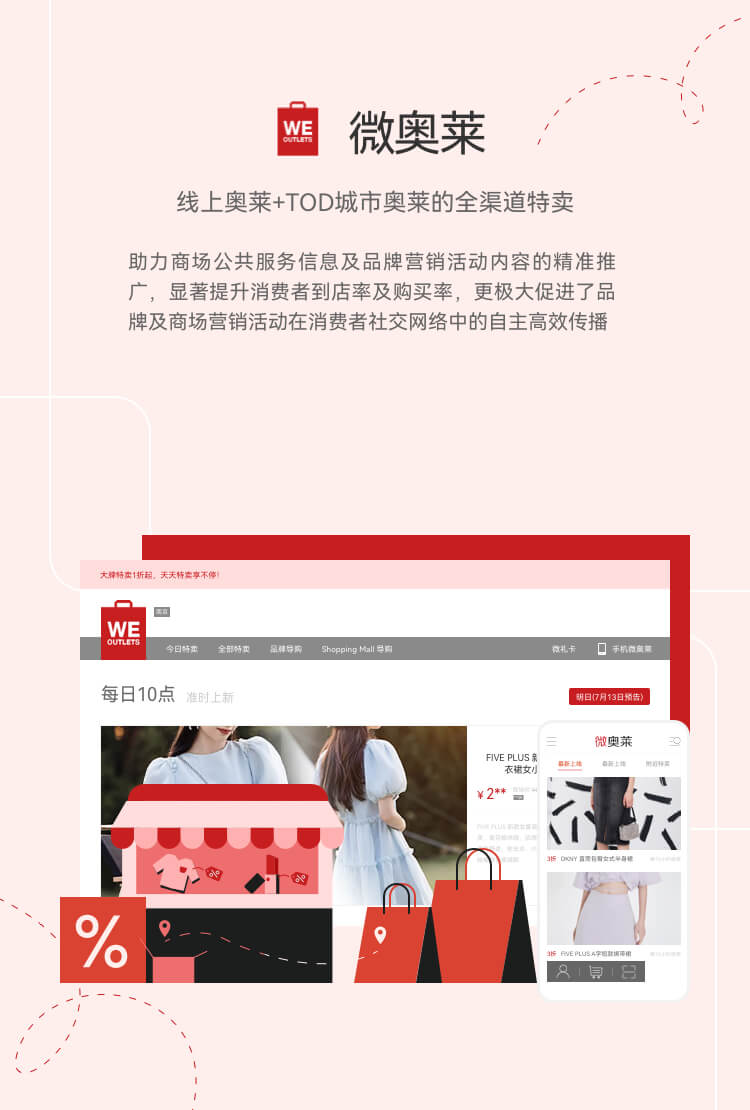 WE
OUTLETS
微奥莱
线上奥莱+TOD城市奥莱的全渠道特卖
助力商场公共服务信息及品牌营销活动内容的精准推
广，显著提升消费者到店率及购买率，更极大促进了品
牌及商场营销活动在消费者社交网络中的自主高效传播
大牌特卖1折起，天天特卖享不停！
WE
OUTLETS
今日特卖 全部特卖 品牌导购 Shopping Mall 导购 微礼卡 手机微奥莱
每日10点 准时上新
明日(7月13日预告)
FIVE PLUS
衣裙女小
¥ 2**
微奥莱
最新上线 最新上线 附近特卖
3折 DKNY 直筒包臀女式半身裙
3折 FIVE PLUS A字短款绑带裙
%
%
%